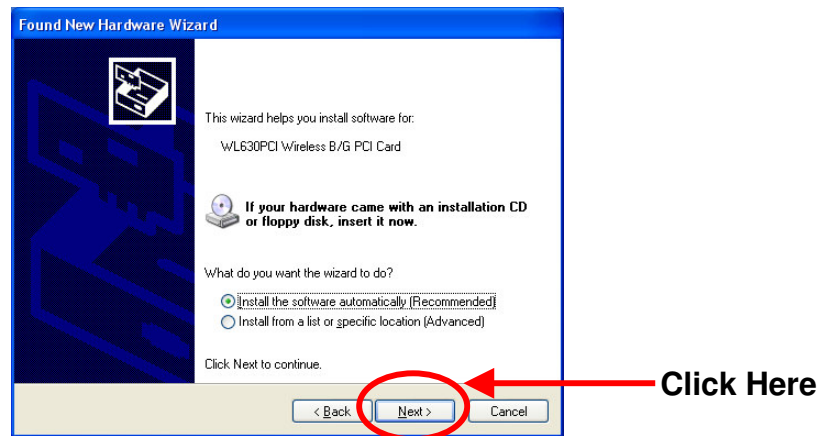 Found New Hardware Wizard
This wizard helps you install software for:
WL630PCI Wireless B/G PCI Card
If your hardware came with an installation CD
or floppy disk, insert it now.
What do you want the wizard to do?
Install the software automatically (Recommended)
Install from a list or specific location (Advanced)
Click Next to continue.
< Back Next > Cancel
Click Here